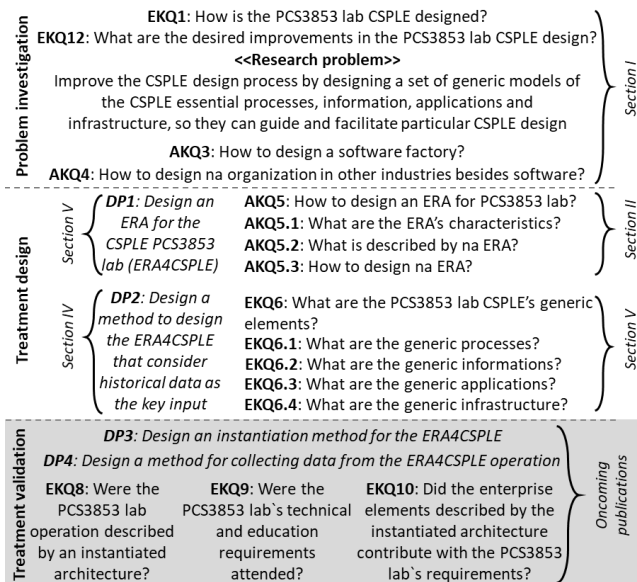 Problem investigation
EKQ1: How is the PCS3853 lab CSPLE designed?
EKQ12: What are the desired improvements in the PCS3853 lab CSPLE design?
<<Research problem>>
Improve the CSPLE design process by designing a set of generic models of
the CSPLE essential processes, information, applications and
infrastructure, so they can guide and facilitate particular CSPLE design
AKQ3: How to design a software factory?
AKQ4: How to design na organization in other industries besides software?
Section I
Treatment design
Section V
DP1: Design an
ERA for the
CSPLE PCS3853
lab (ERA4CSPLE)
AKQ5: How to design an ERA for PCS3853 lab?
AKQ5.1: What are the ERA's characteristics?
AKQ5.2: What is described by na ERA?
AKQ5.3: How to design na ERA?
Section II
Section IV
DP2: Design a
method to design
the ERA4CSPLE
that consider
historical data as
the key input
EKQ6: What are the PCS3853 lab CSPLE's generic
elements?
EKQ6.1: What are the generic processes?
EKQ6.2: What are the generic informations?
EKQ6.3: What are the generic applications?
EKQ6.4: What are the generic infrastructure?
Section V
Treatment validation
DP3: Design an instantiation method for the ERA4CSPLE
DP4: Design a method for collecting data from the ERA4CSPLE operation
EKQ8: Were the
PCS3853 lab
operation described
by an instantiated
architecture?
EKQ9: Were the
PCS3853 lab`s technical
and education
requirements
attended?
EKQ10: Did the enterprise
elements described by the
instantiated architecture
contribute with the PCS3853
lab`s requirements?
Oncoming
publications